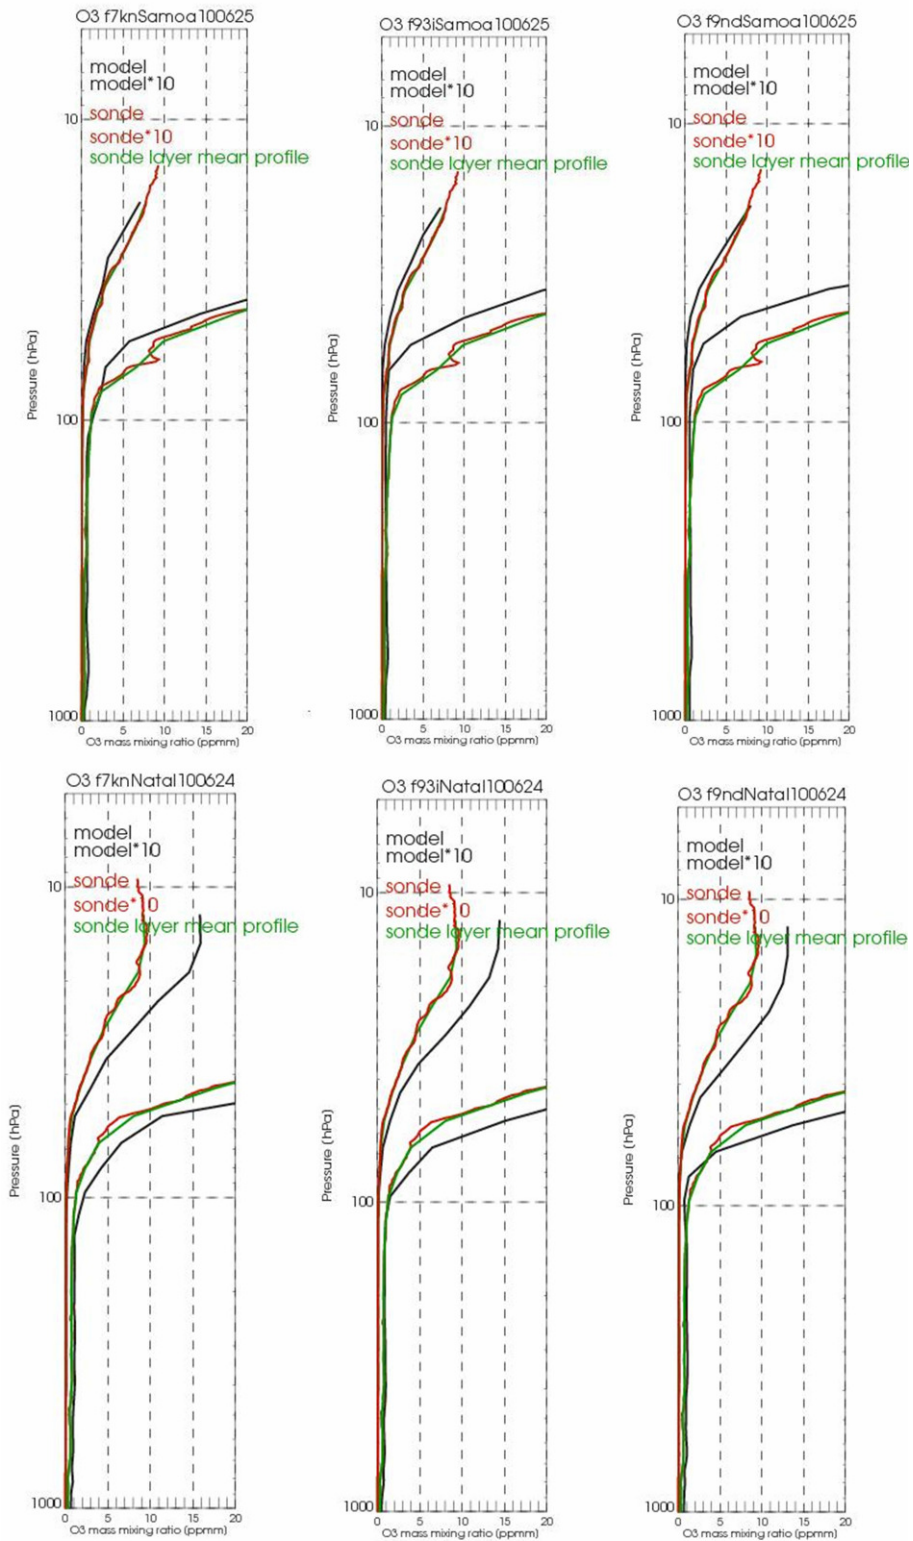 O3 f7knSamoa100625
model
model*10
sonde
sonde*10
sonde layer mean profile
10
100
1000
Pressure (hPa)
0 5 10 15 20
O3 mass mixing ratio (ppmm)
O3 f93iSamoa100625
model
model*10
sonde
sonde*10
sonde layer mean profile
10
100
1000
Pressure (hPa)
0 5 10 15 20
O3 mass mixing ratio (ppmm)
O3 f9ndSamoa100625
model
model*10
sonde
sonde*10
sonde layer mean profile
10
100
1000
Pressure (hPa)
0 5 10 15 20
O3 mass mixing ratio (ppmm)
O3 f7knNatal100624
model
model*10
sonde
sonde*10
sonde layer mean profile
10
100
1000
Pressure (hPa)
0 5 10 15 20
O3 mass mixing ratio (ppmm)
O3 f93iNatal100624
model
model*10
sonde
sonde*10
sonde layer mean profile
10
100
1000
Pressure (hPa)
0 5 10 15 20
O3 mass mixing ratio (ppmm)
O3 f9ndNatal100624
model
model*10
sonde
sonde*10
sonde layer mean profile
10
100
1000
Pressure (hPa)
0 5 10 15 20
O3 mass mixing ratio (ppmm)